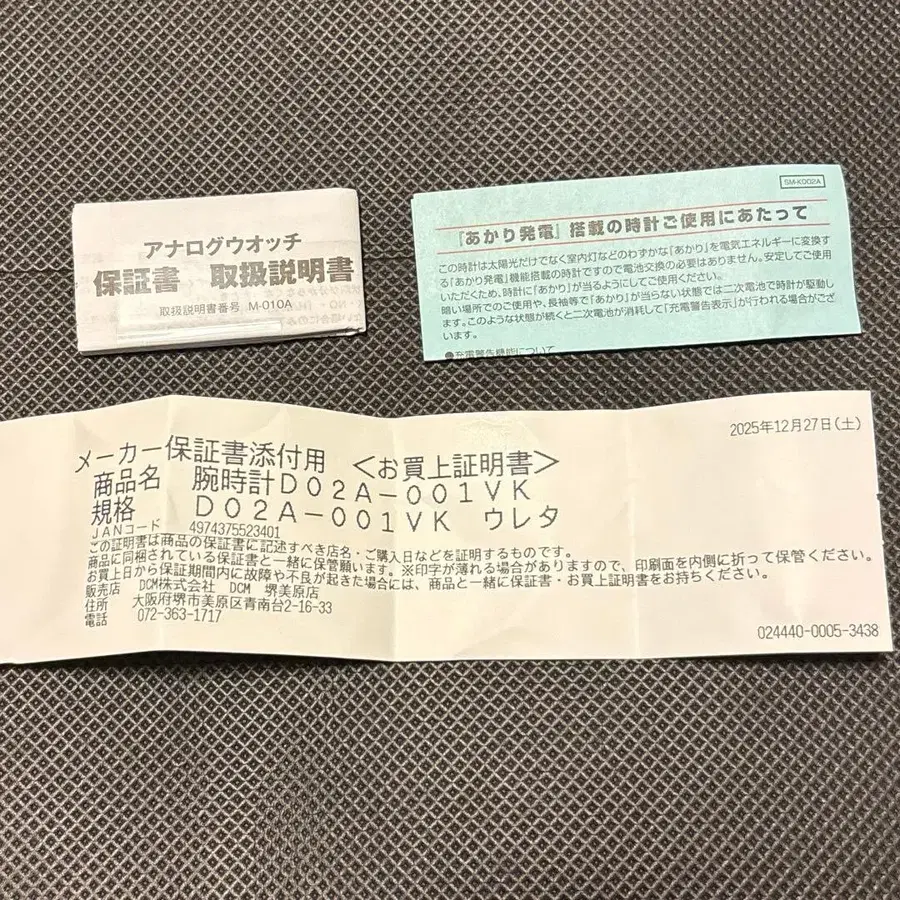 アナログウオッチ
保証書 取扱説明書
取扱説明書番号 M-010A
SM-K002A
『あかり発電』搭載の時計ご使用にあたって
この時計は太陽光だけでなく室内灯などのわずかな「あかり」を電気エネルギーに変換す
る「あかり発電」機能搭載の時計ですので電池交換の必要はありません。安定してご使用
いただくため、時計に「あかり」が当るようにしてご使用ください。
暗い場所でのご使用や、長袖等で「あかり」が当らない状態では二次電池で時計が駆動し
ます。このような状態が続くと二次電池が消耗して「充電警告表示」が行われる場合がござ
います。
●充電警告機能について
2025年12月27日(土)
メーカー保証書添付用 <お買上証明書>
商品名 腕時計D02A-001VK
規格 D02A-001VK ウレタ
JANコード 4974375523401
この証明書は商品の保証書に記述すべき店名・ご購入日などを証明するものです。
商品に同梱されている保証書と一緒に保管願います。※印字が薄れる場合がありますので、印刷面を内側に折って保管ください。
お買上日から保証期間内に故障や不良が起きた場合には、商品と一緒に保証書・お買上証明書をお持ちください。
販売店 DCM株式会社 DCM 堺美原店
住所 大阪府堺市美原区青南台2-16-33
電話 072-363-1717
024440-0005-3438